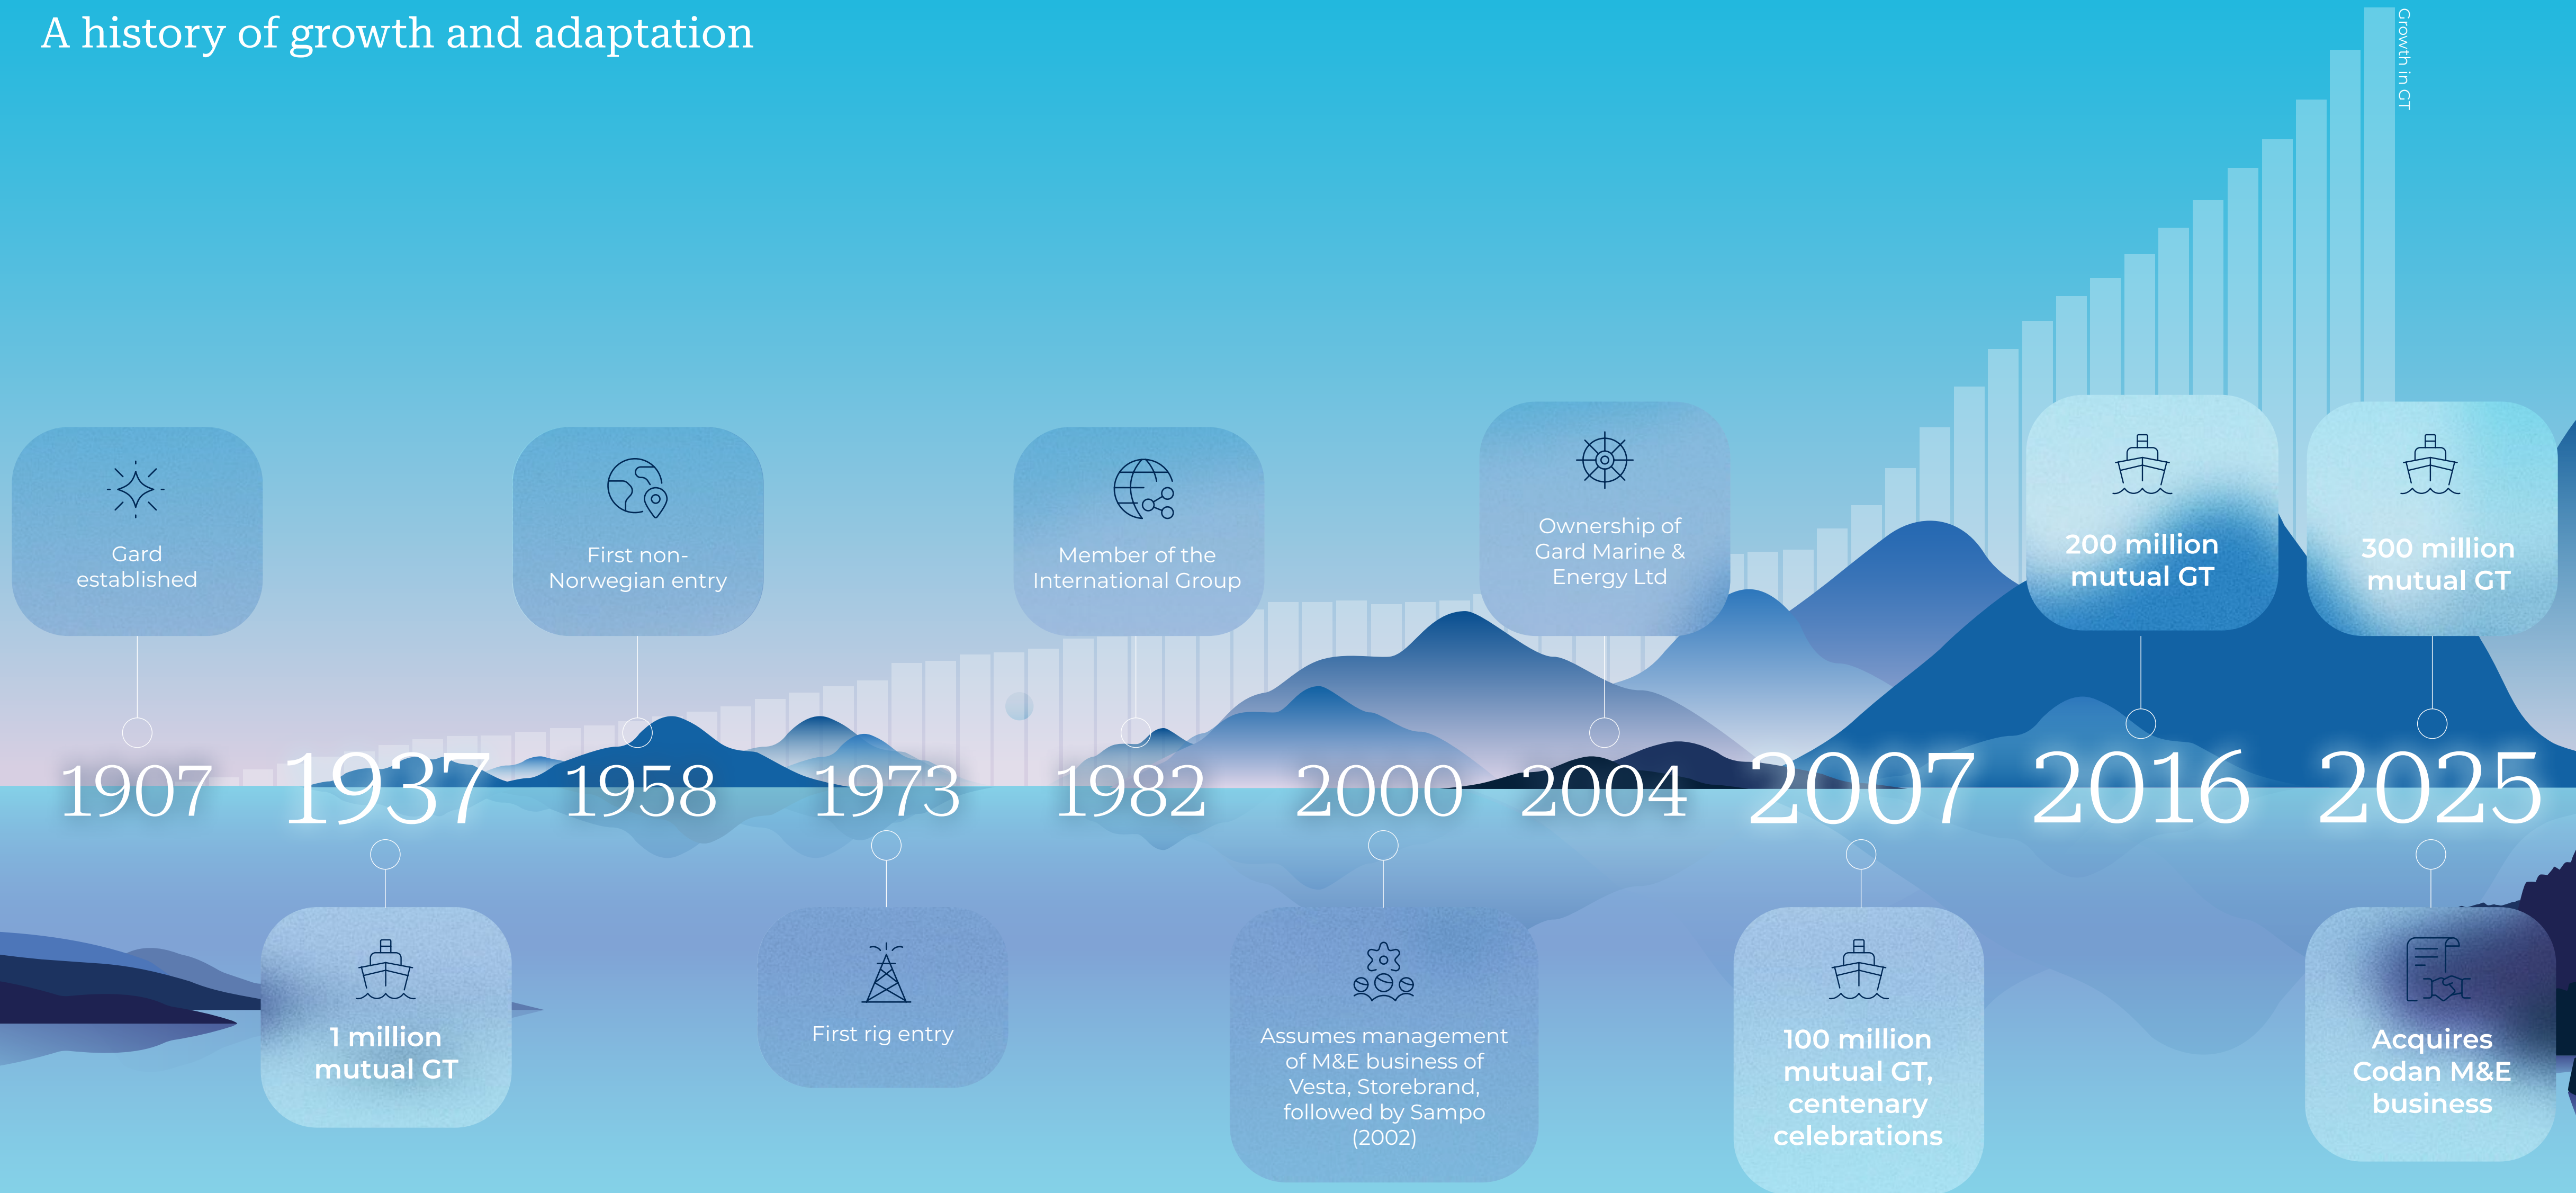 A history of growth and adaptation
Growth in GT
Gard
established
First non-
Norwegian entry
Member of the
International Group
Ownership of
Gard Marine &
Energy Ltd
200 million
mutual GT
300 million
mutual GT
1907
1937
1958
1973
1982
2000
2004
2007
2016
2025
1 million
mutual GT
First rig entry
Assumes management
of M&E business of
Vesta, Storebrand,
followed by Sampo
(2002)
100 million
mutual GT,
centenary
celebrations
Acquires
Codan M&E
business